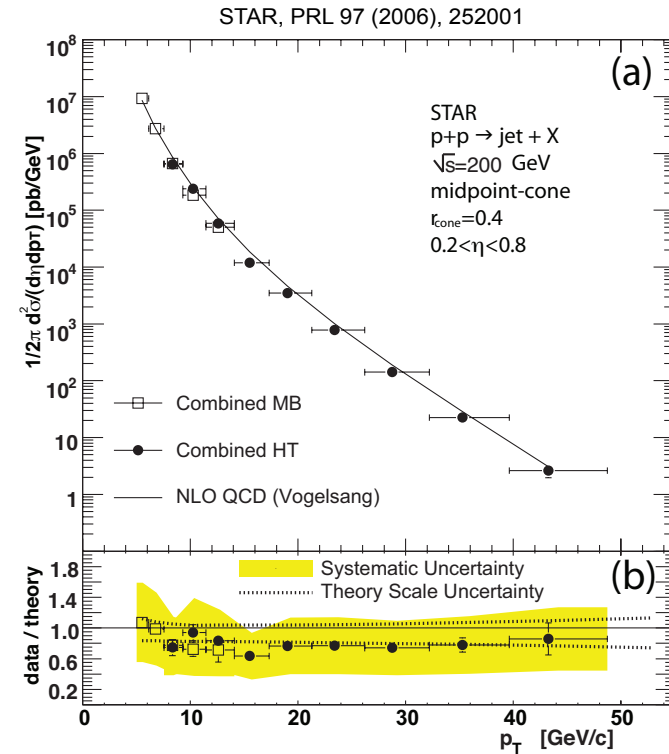 STAR, PRL 97 (2006), 252001
(a)
10⁸
10⁷
10⁶
10⁵
10⁴
10³
10²
10
1
1/2π d²σ/(dηdpT) [pb/GeV]
STAR
p+p → jet + X
√s=200 GeV
midpoint-cone
r_cone=0.4
0.2<η<0.8
Combined MB
Combined HT
NLO QCD (Vogelsang)
(b)
1.8
1.4
1.0
0.6
0.2
data / theory
Systematic Uncertainty
Theory Scale Uncertainty
0 10 20 30 40 50
p_T [GeV/c]